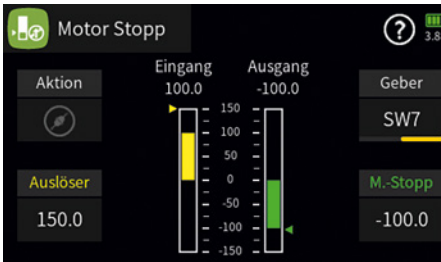 Motor Stopp
3.8
Eingang Ausgang
Aktion 100.0 -100.0 Geber
SW7
150
100
50
0
-50
-100
-150
Auslöser M.-Stopp
150.0 -100.0